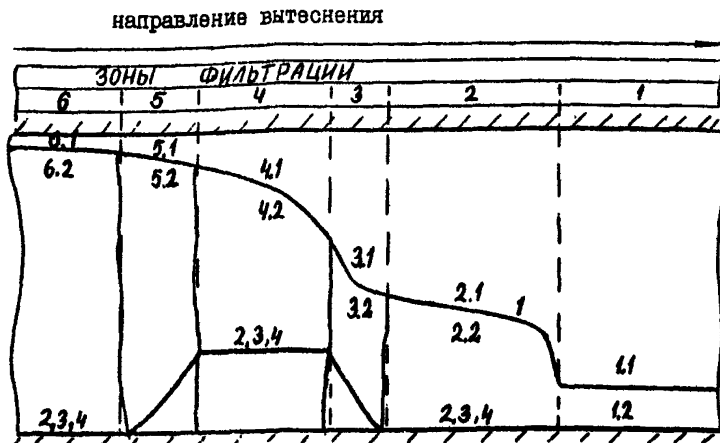 направление вытеснения
ЗОНЫ ФИЛЬТРАЦИИ
6 5 4 3 2 1
6.1 5.1 4.1 3.1 2.1 1 1.1
6.2 5.2 4.2 3.2 2.2 1.2
2,3,4 2,3,4 2,3,4